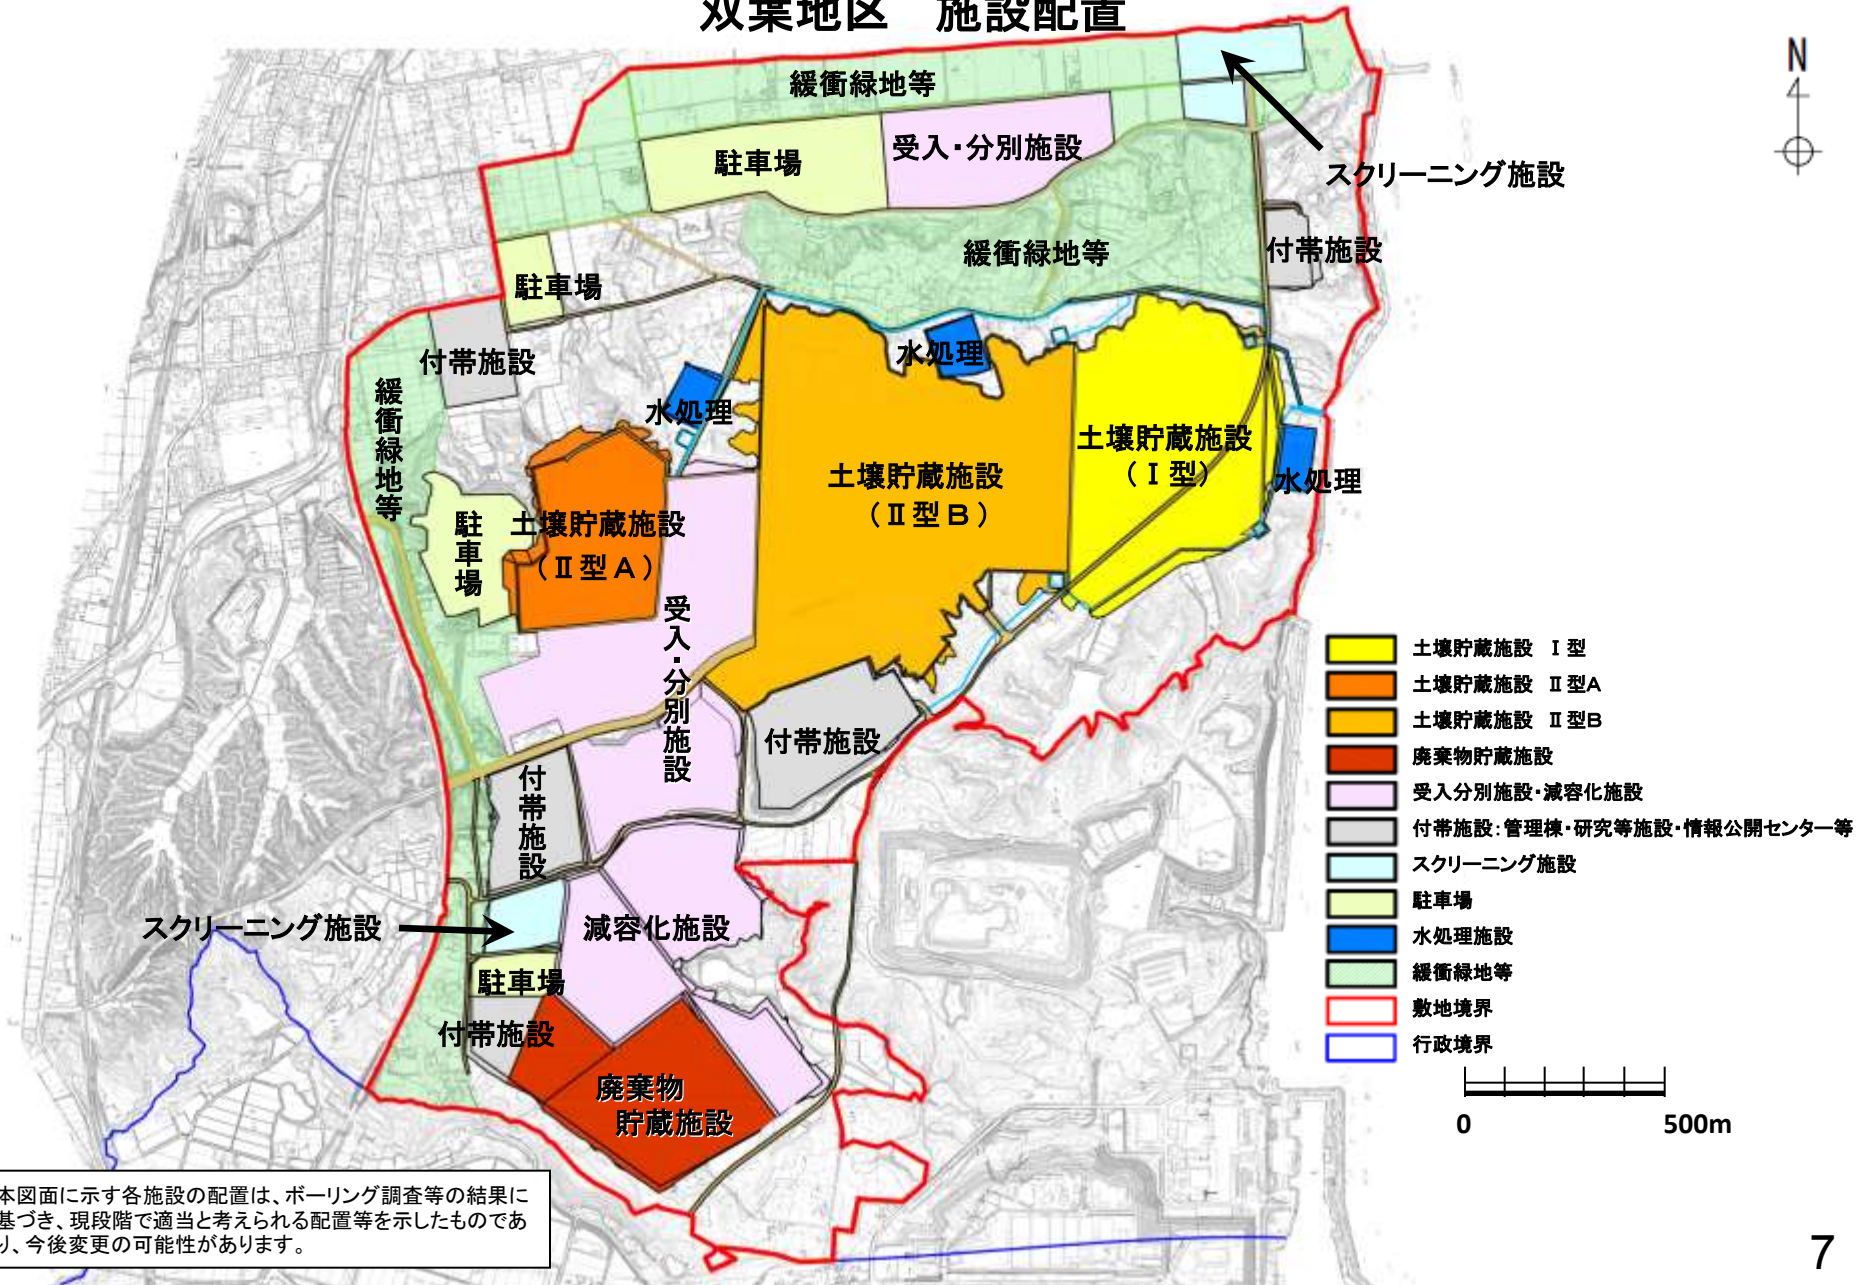 双葉地区　施設配置
N
緩衝緑地等
受入・分別施設
駐車場
スクリーニング施設
緩衝緑地等
付帯施設
駐車場
付帯施設
水処理
水処理
緩衝緑地等
土壌貯蔵施設
（Ⅰ型）
土壌貯蔵施設
（Ⅱ型Ｂ）
水処理
駐車場
土壌貯蔵施設
（Ⅱ型Ａ）
受入・分別施設
付帯施設
付帯施設
スクリーニング施設
減容化施設
駐車場
付帯施設
廃棄物
貯蔵施設
土壌貯蔵施設　Ⅰ型
土壌貯蔵施設　Ⅱ型A
土壌貯蔵施設　Ⅱ型B
廃棄物貯蔵施設
受入分別施設・減容化施設
付帯施設：管理棟・研究等施設・情報公開センター等
スクリーニング施設
駐車場
水処理施設
緩衝緑地等
敷地境界
行政境界
0 500m
本図面に示す各施設の配置は、ボーリング調査等の結果に
基づき、現段階で適当と考えられる配置等を示したものであ
り、今後変更の可能性があります。
7